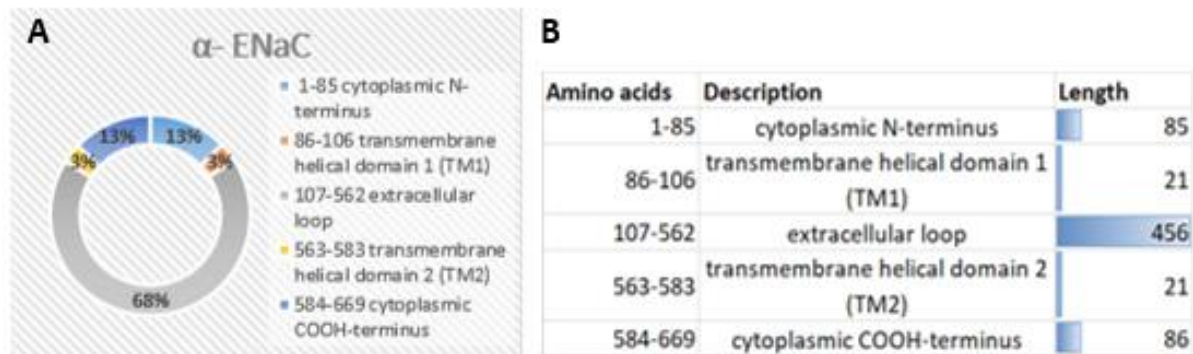 A
α- ENaC
13%
13%
3%
3%
68%
1-85 cytoplasmic N-
terminus
86-106 transmembrane
helical domain 1 (TM1)
107-562 extracellular
loop
563-583 transmembrane
helical domain 2 (TM2)
584-669 cytoplasmic
COOH-terminus
B
Amino acids Description Length
1-85 cytoplasmic N-terminus 85
86-106 transmembrane helical domain 1 (TM1) 21
107-562 extracellular loop 456
563-583 transmembrane helical domain 2 (TM2) 21
584-669 cytoplasmic COOH-terminus 86